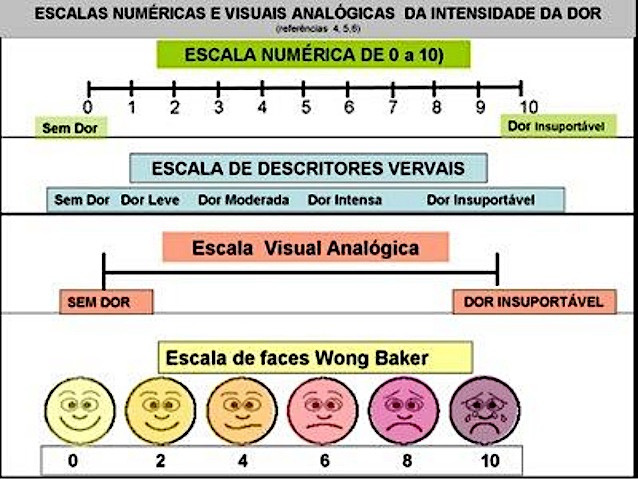 ESCALAS NUMÉRICAS E VISUAIS ANALÓGICAS DA INTENSIDADE DA DOR
(referências 4, 5,6)
ESCALA NUMÉRICA DE 0 a 10)
0 1 2 3 4 5 6 7 8 9 10
Sem Dor Dor Insuportável
ESCALA DE DESCRITORES VERVAIS
Sem Dor Dor Leve Dor Moderada Dor Intensa Dor Insuportável
Escala Visual Analógica
SEM DOR DOR INSUPORTÁVEL
Escala de faces Wong Baker
0 2 4 6 8 10